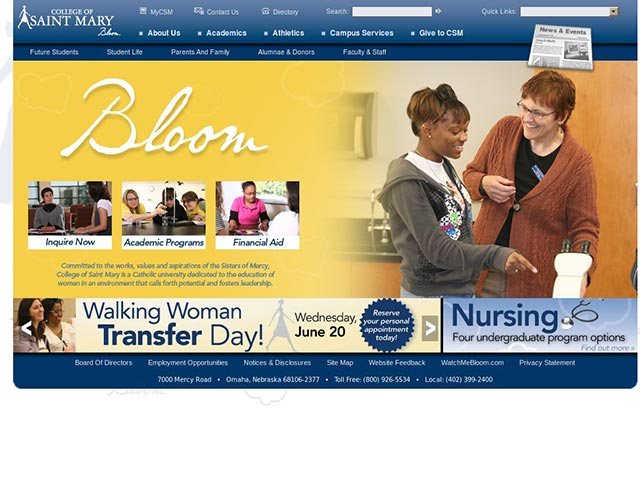 COLLEGE OF
SAINT MARY
Bloom
MyCSM
Contact Us
Directory
Search:
Quick Links:
About Us
Academics
Athletics
Campus Services
Give to CSM
News & Events
Future Students
Student Life
Parents And Family
Alumnae & Donors
Faculty & Staff
Bloom
Inquire Now
Academic Programs
Financial Aid
Committed to the works, values and aspirations of the Sisters of Mercy,
College of Saint Mary is a Catholic university dedicated to the education of
women in an environment that calls forth potential and fosters leadership.
<
Walking Woman
Transfer Day!
Wednesday,
June 20
Reserve
your personal
appointment
today!
>
Nursing
Four undergraduate program options
Find out more »
Board Of Directors
Employment Opportunities
Notices & Disclosures
Site Map
Website Feedback
WatchMeBloom.com
Privacy Statement
7000 Mercy Road • Omaha, Nebraska 68106-2377 • Toll Free: (800) 926-5534 • Local: (402) 399-2400